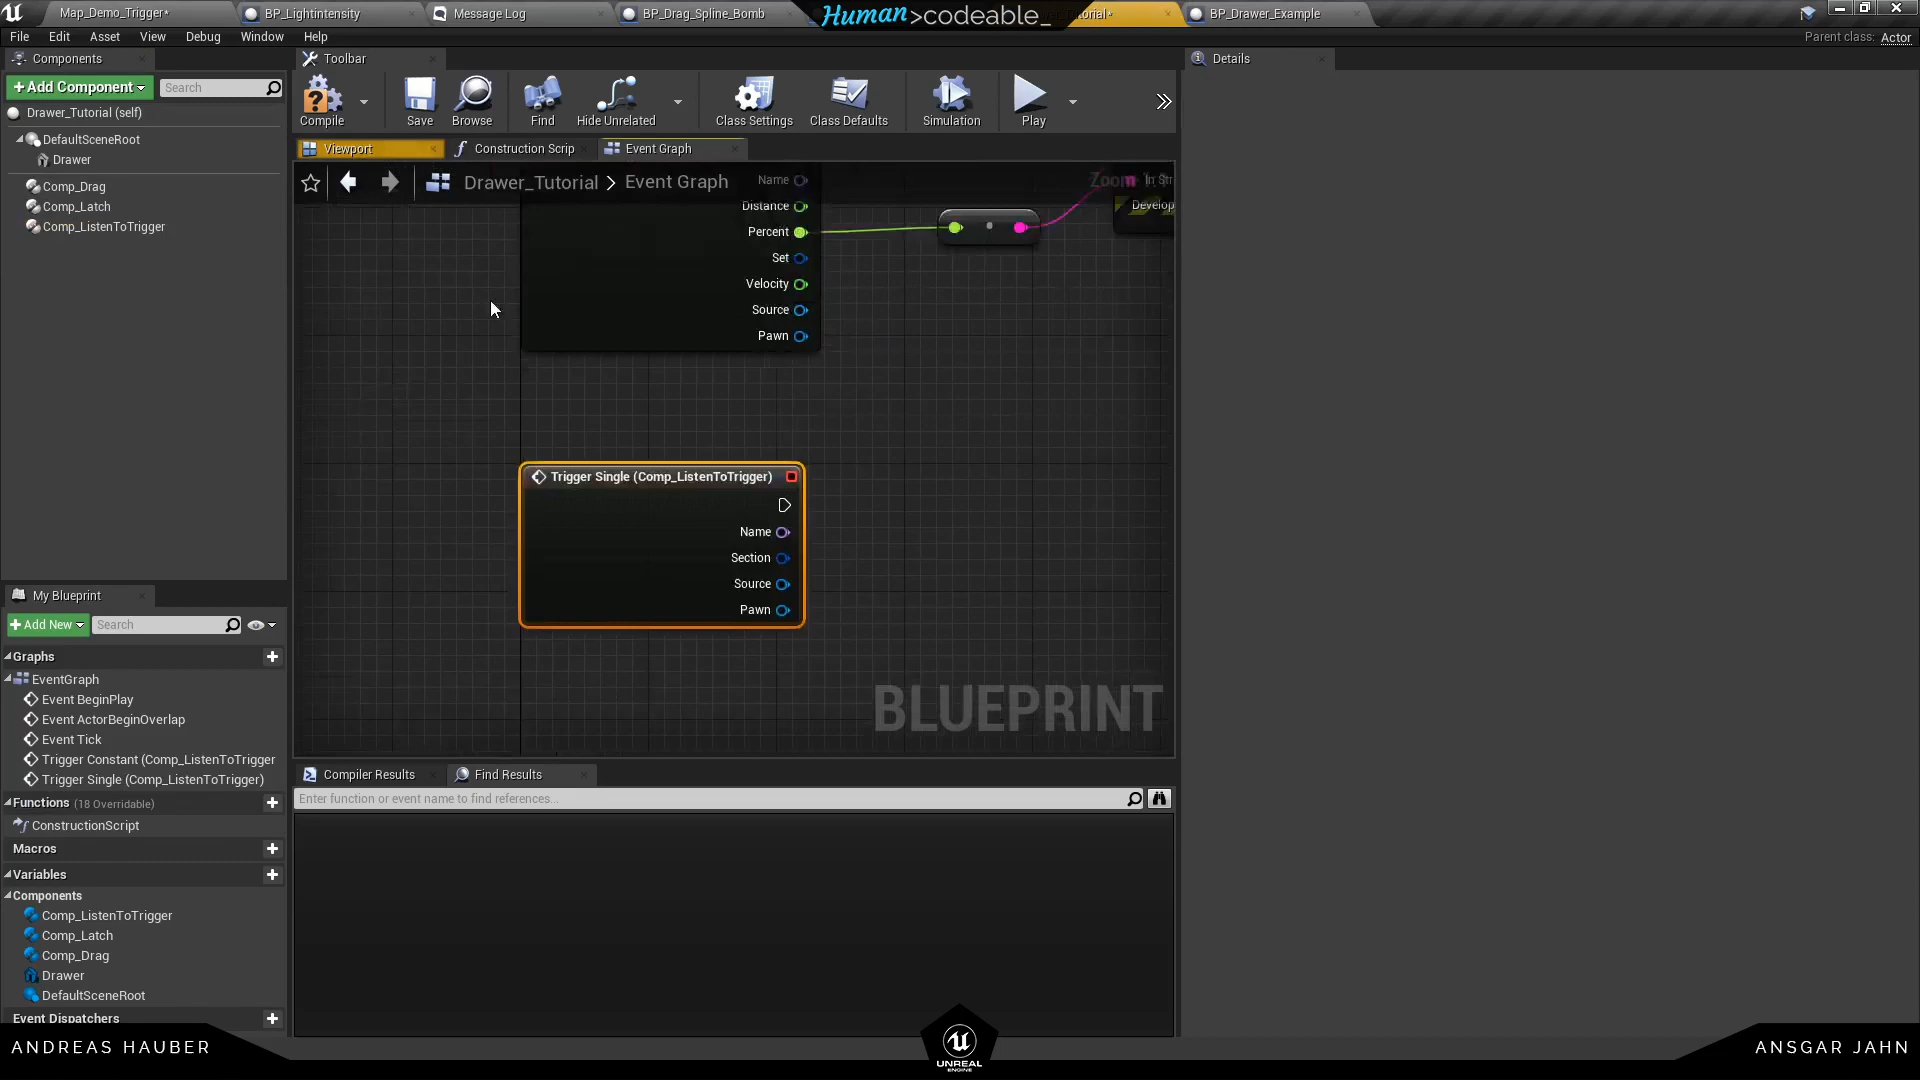 Map_Demo_Trigger*
BP_Lightintensity
Message Log
BP_Drag_Spline_Bomb
Human>codeable_
BP_Drawer_Example
File
Edit
Asset
View
Debug
Window
Help
Parent class: Actor
Components
Toolbar
Details
+Add Component
Search
Drawer_Tutorial (self)
DefaultSceneRoot
Drawer
Comp_Drag
Comp_Latch
Comp_ListenToTrigger
Compile
Save
Browse
Find
Hide Unrelated
Class Settings
Class Defaults
Simulation
Play
Viewport
Construction Scrip
Event Graph
Drawer_Tutorial > Event Graph
Name
Distance
Percent
Set
Velocity
Source
Pawn
In Str
Develop
Trigger Single (Comp_ListenToTrigger)
Name
Section
Source
Pawn
BLUEPRINT
My Blueprint
+Add New
Search
Graphs
EventGraph
Event BeginPlay
Event ActorBeginOverlap
Event Tick
Trigger Constant (Comp_ListenToTrigger
Trigger Single (Comp_ListenToTrigger)
Functions (18 Overridable)
ConstructionScript
Macros
Variables
Components
Comp_ListenToTrigger
Comp_Latch
Comp_Drag
Drawer
DefaultSceneRoot
Event Dispatchers
Compiler Results
Find Results
Enter function or event name to find references...
ANDREAS HAUBER
UNREAL
ENGINE
ANSGAR JAHN